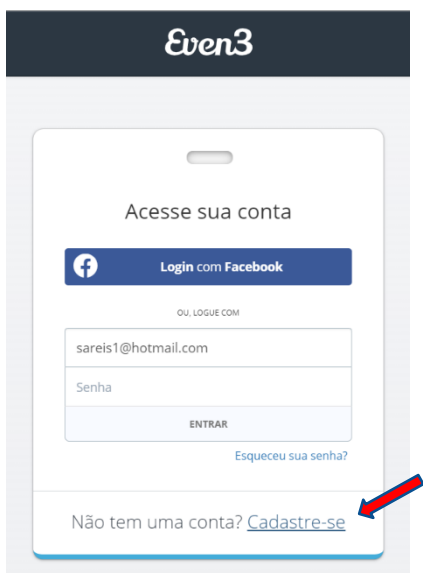 Even3
Acesse sua conta
Login com Facebook
OU, LOGUE COM
sareis1@hotmail.com
Senha
ENTRAR
Esqueceu sua senha?
Não tem uma conta? Cadastre-se